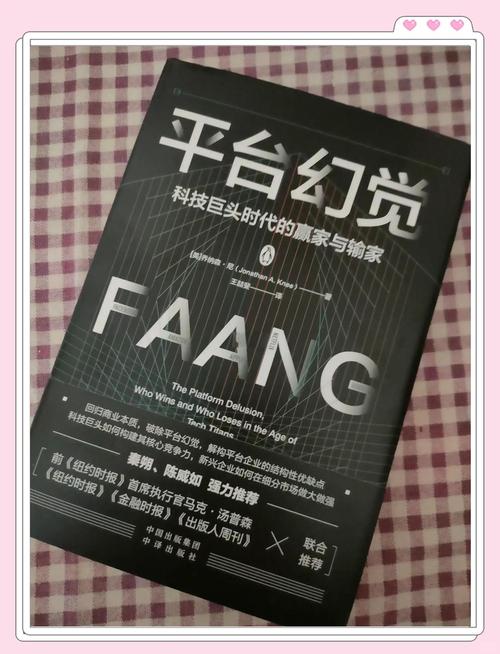 平台幻觉
科技巨头时代的赢家与输家
[美]乔纳森·尼（Jonathan A. Knee）——著
王喆斐——译
FAANG
The Platform Delusion,
Who Wins and Who Loses in the Age of
Tech Titans
回归商业本质，破除平台幻觉，解构平台企业的结构性优缺点
科技巨头如何构建其核心竞争力，新兴企业如何在细分市场做大做强
秦朔、陈威如 强力推荐
前《纽约时报》首席执行官马克·汤普森
《纽约时报》《金融时报》《出版人周刊》
×
联合
推荐
中国出版集团
中译出版社